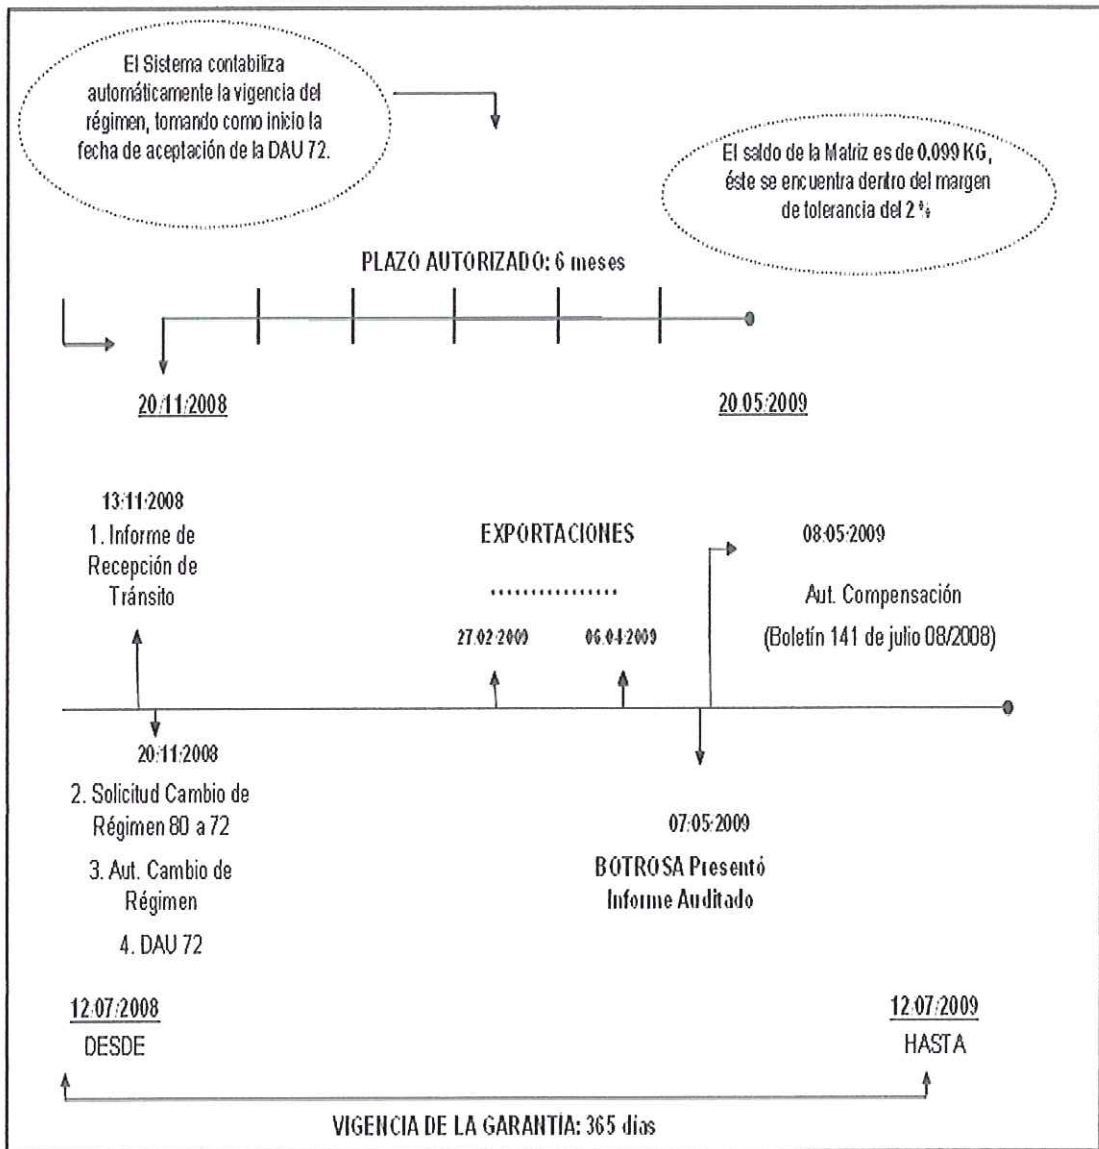 El Sistema contabiliza
automáticamente la vigencia del
régimen, tomando como inicio la
fecha de aceptación de la DAU 72.
El saldo de la Matriz es de 0.099 KG,
éste se encuentra dentro del margen
de tolerancia del 2 %
PLAZO AUTORIZADO: 6 meses
20/11/2008
20/05/2009
13/11/2008
1. Informe de
Recepción de
Tránsito
EXPORTACIONES
27/02/2009
06/04/2009
08/05/2009
Aut. Compensación
(Boletín 141 de julio 08/2008)
20/11/2008
2. Solicitud Cambio de
Régimen 80 a 72
3. Aut. Cambio de
Régimen
4. DAU 72
07/05/2009
BOTROSA Presentó
Informe Auditado
12/07/2008
DESDE
12/07/2009
HASTA
VIGENCIA DE LA GARANTÍA: 365 días